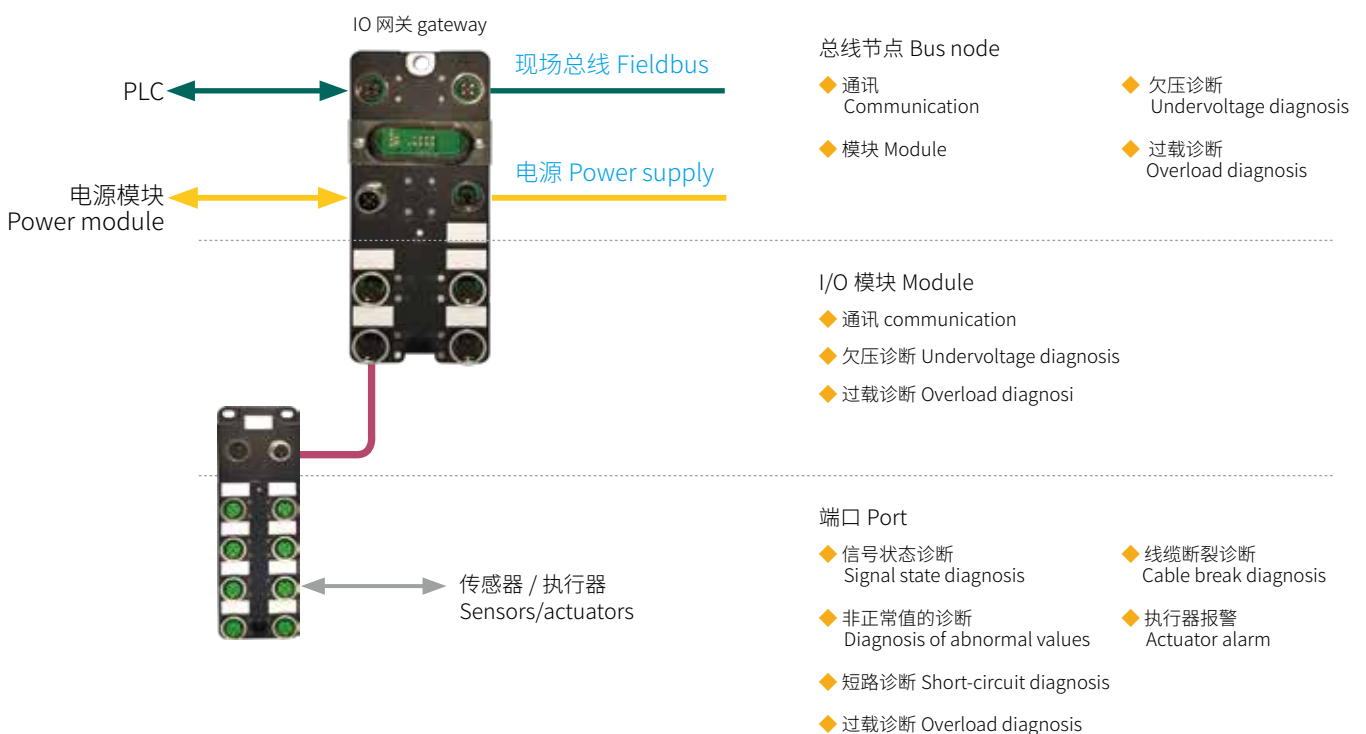 IO 网关 gateway
PLC
现场总线 Fieldbus
电源模块
Power module
电源 Power supply
总线节点 Bus node
通讯
Communication
欠压诊断
Undervoltage diagnosis
模块 Module
过载诊断
Overload diagnosis
I/O 模块 Module
通讯 communication
欠压诊断 Undervoltage diagnosis
过载诊断 Overload diagnosi
传感器 / 执行器
Sensors/actuators
端口 Port
信号状态诊断
Signal state diagnosis
线缆断裂诊断
Cable break diagnosis
非正常值的诊断
Diagnosis of abnormal values
执行器报警
Actuator alarm
短路诊断 Short-circuit diagnosis
过载诊断 Overload diagnosis